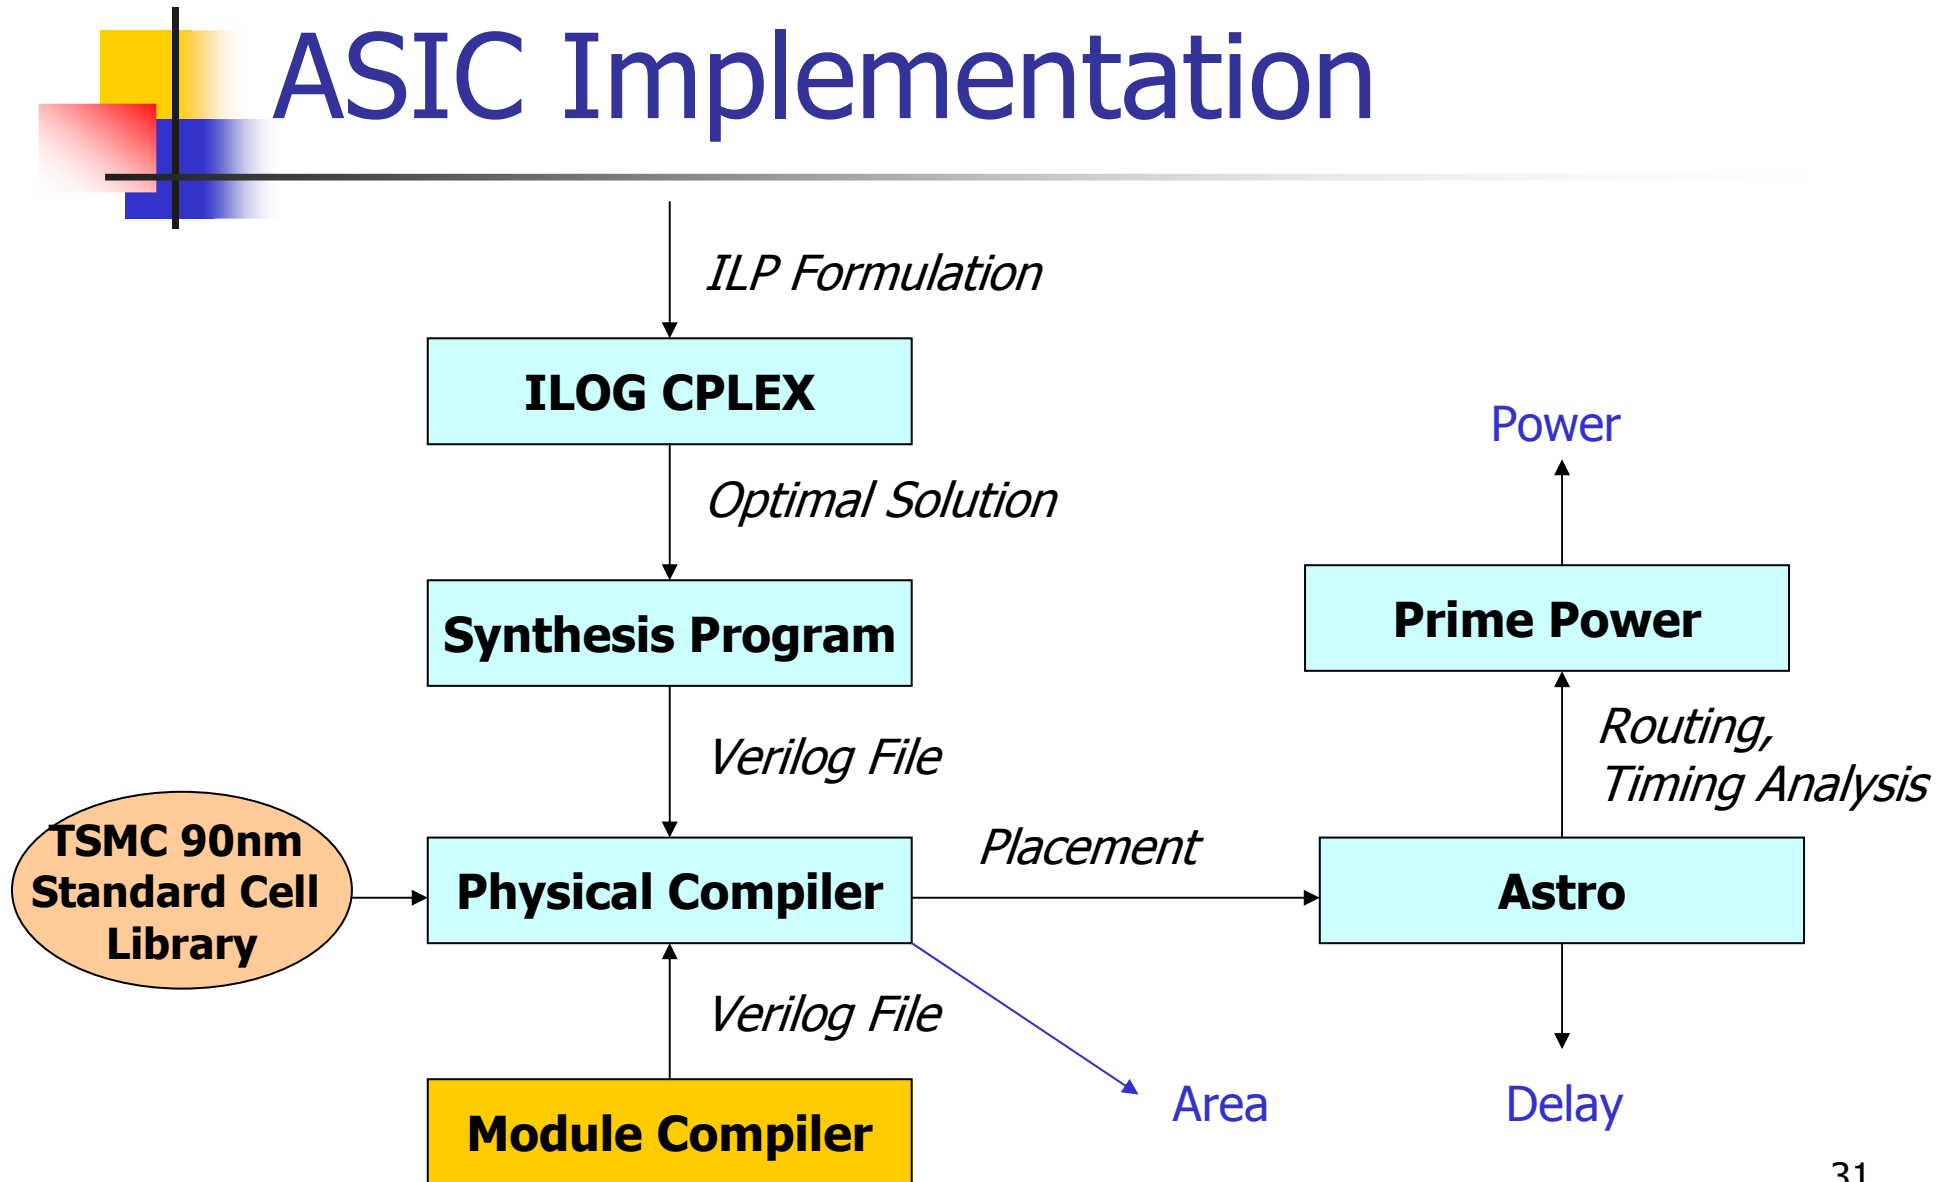 ASIC Implementation
ILP Formulation
ILOG CPLEX
Optimal Solution
Synthesis Program
Verilog File
TSMC 90nm
Standard Cell
Library
Physical Compiler
Placement
Astro
Routing,
Timing Analysis
Prime Power
Power
Verilog File
Module Compiler
Area
Delay
31